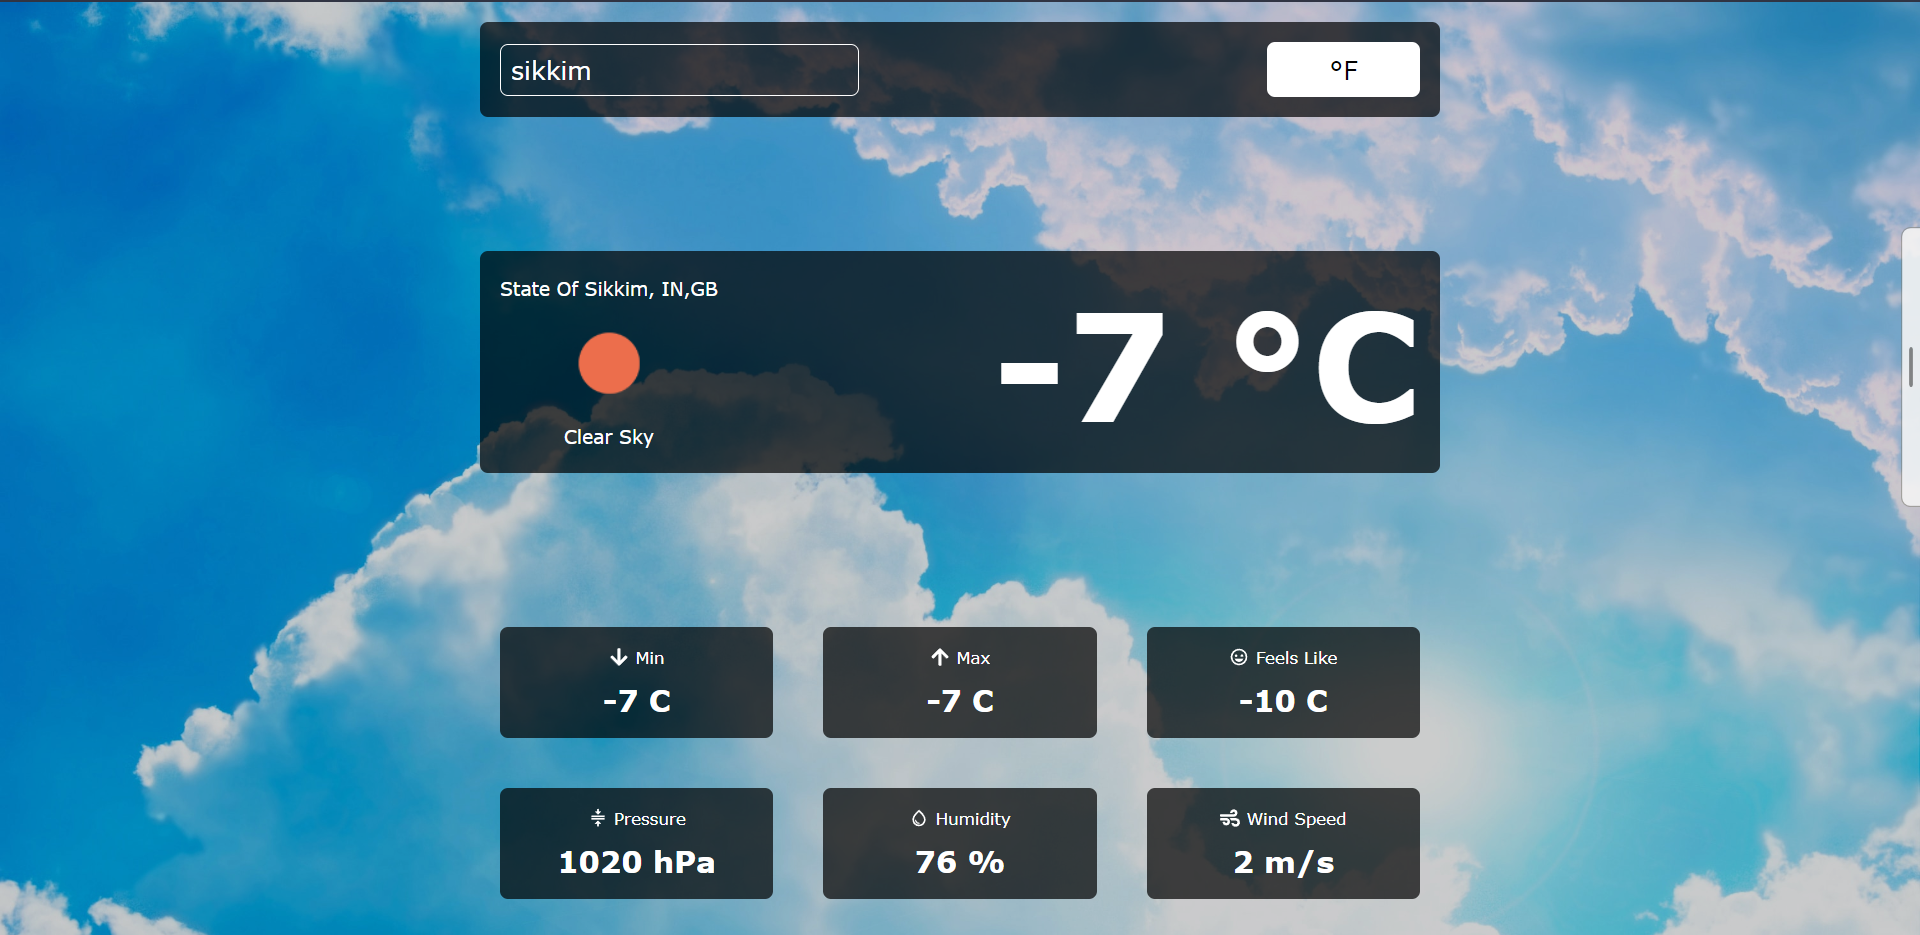 sikkim
°F
State Of Sikkim, IN,GB
-7 °C
Clear Sky
Min
-7 C
Max
-7 C
Feels Like
-10 C
Pressure
1020 hPa
Humidity
76 %
Wind Speed
2 m/s